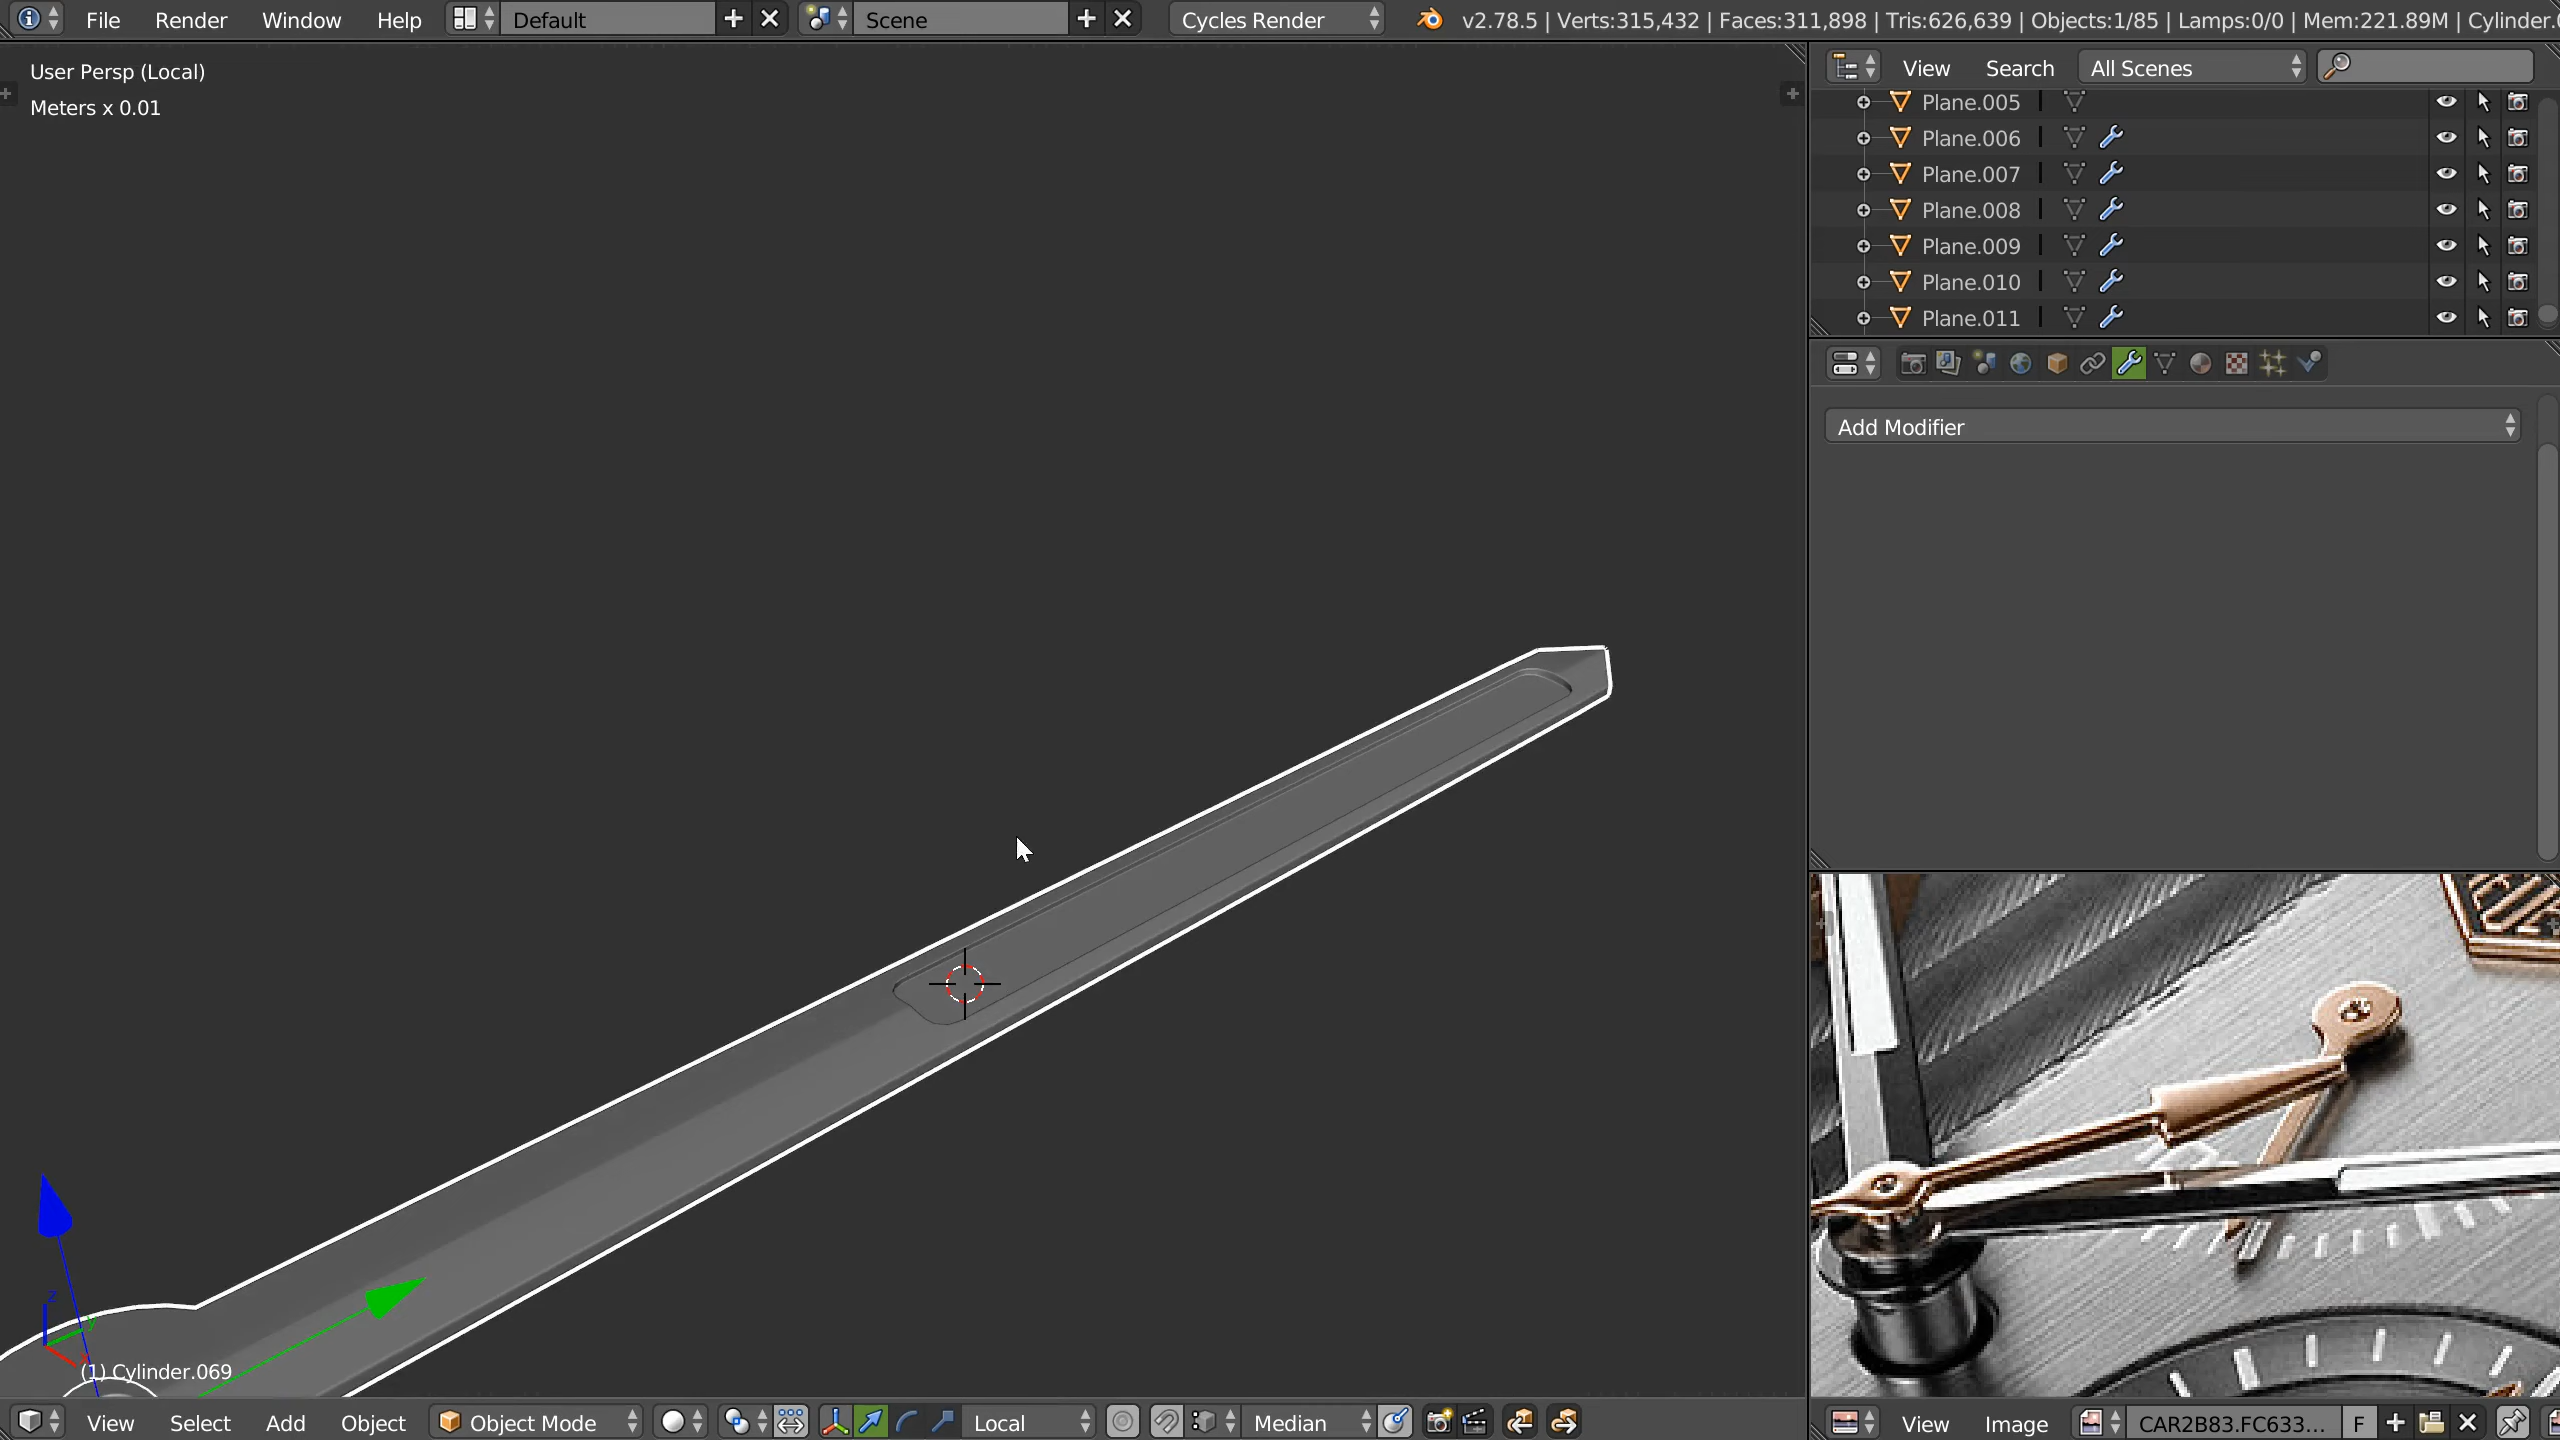 File Render Window Help Default Scene Cycles Render v2.78.5 | Verts:315,432 | Faces:311,898 | Tris:626,639 | Objects:1/85 | Lamps:0/0 | Mem:221.89M | Cylinder.
User Persp (Local)
Meters x 0.01
View Search All Scenes
Plane.005
Plane.006
Plane.007
Plane.008
Plane.009
Plane.010
Plane.011
Add Modifier
z
y
(1) Cylinder.069
View Select Add Object Object Mode Local Median
View Image CAR2B83.FC633... F